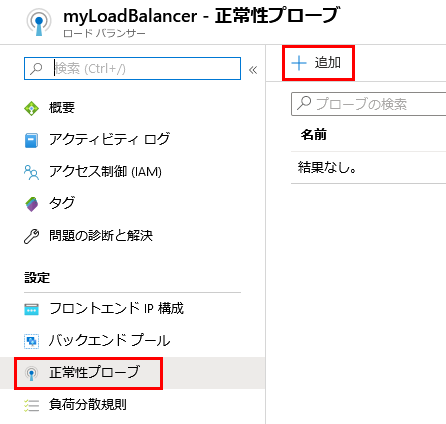 myLoadBalancer - 正常性プローブ
ロード バランサー
検索 (Ctrl+/)
«
概要
アクティビティ ログ
アクセス制御 (IAM)
タグ
問題の診断と解決
設定
フロントエンド IP 構成
バックエンド プール
正常性プローブ
負荷分散規則
+ 追加
プローブの検索
名前
結果なし。